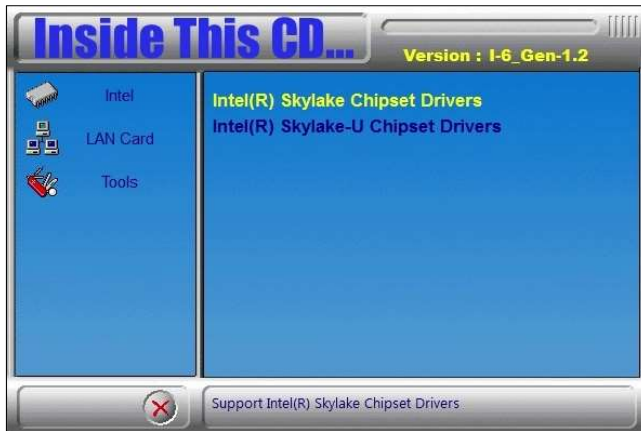 Inside This CD...
Version : I-6_Gen-1.2
Intel
LAN Card
Tools
Intel(R) Skylake Chipset Drivers
Intel(R) Skylake-U Chipset Drivers
Support Intel(R) Skylake Chipset Drivers